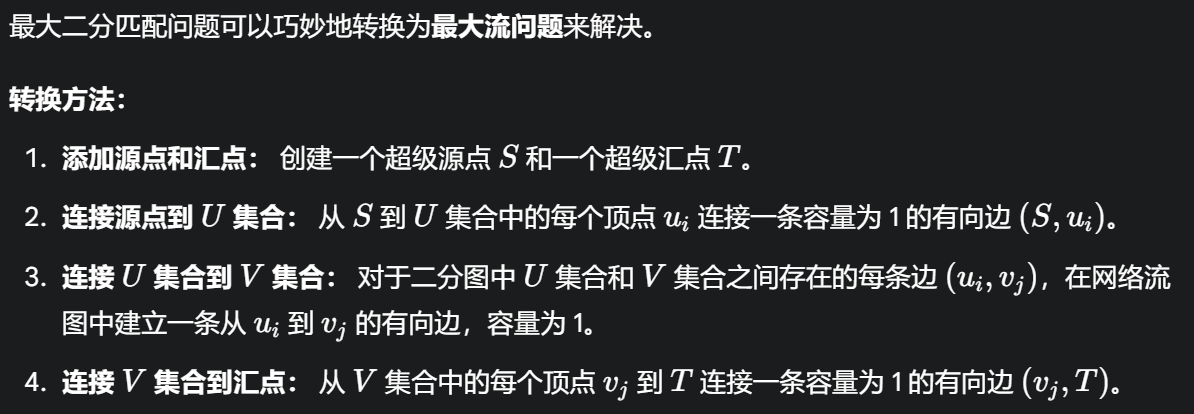 最大二分匹配问题可以巧妙地转换为最大流问题来解决。
转换方法：
1. 添加源点和汇点： 创建一个超级源点 S 和一个超级汇点 T。
2. 连接源点到 U 集合： 从 S 到 U 集合中的每个顶点 uᵢ 连接一条容量为 1 的有向边 (S, uᵢ)。
3. 连接 U 集合到 V 集合： 对于二分图中 U 集合和 V 集合之间存在的每条边 (uᵢ, vⱼ)，在网络流
图中建立一条从 uᵢ 到 vⱼ 的有向边，容量为 1。
4. 连接 V 集合到汇点： 从 V 集合中的每个顶点 vⱼ 到 T 连接一条容量为 1 的有向边 (vⱼ, T)。